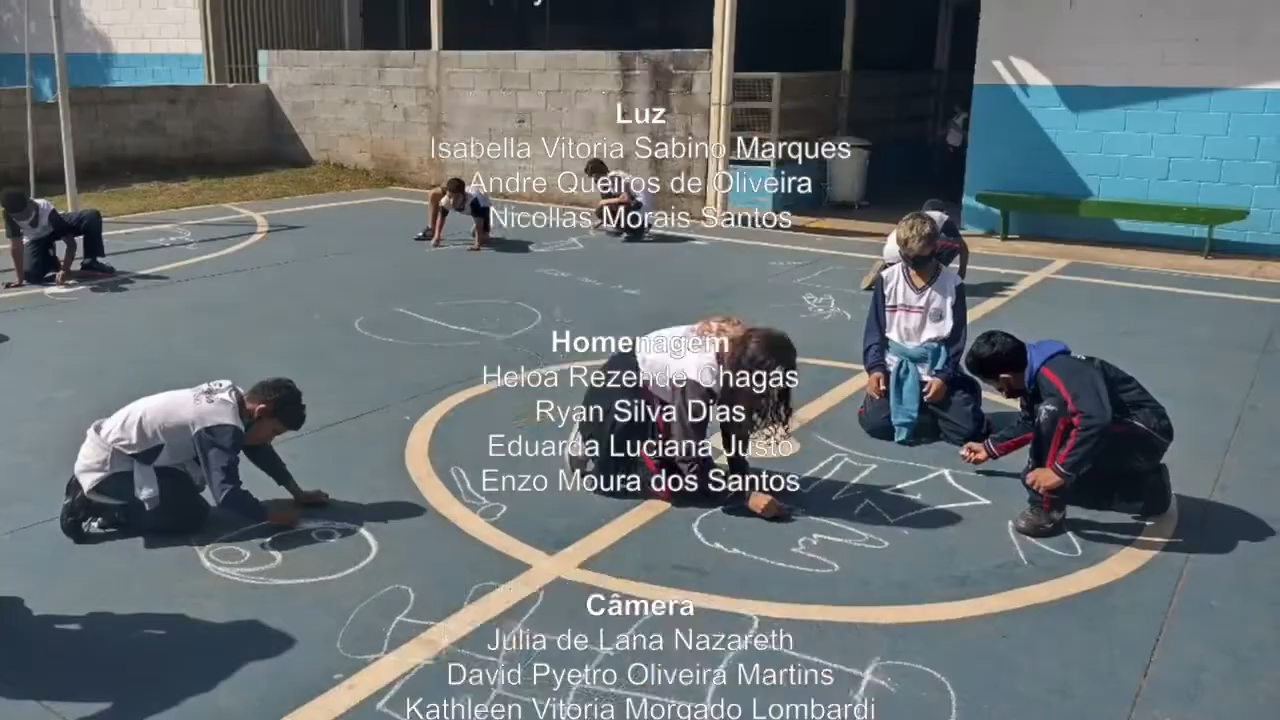 Luz
Isabella Vitoria Sabino Marques
Andre Queiros de Oliveira
Nicollas Morais Santos
Homenagem
Heloa Rezende Chagas
Ryan Silva Dias
Eduarda Luciana Justo
Enzo Moura dos Santos
Câmera
Julia de Lana Nazareth
David Pyetro Oliveira Martins
Kathleen Vitória Morgado Lombardi